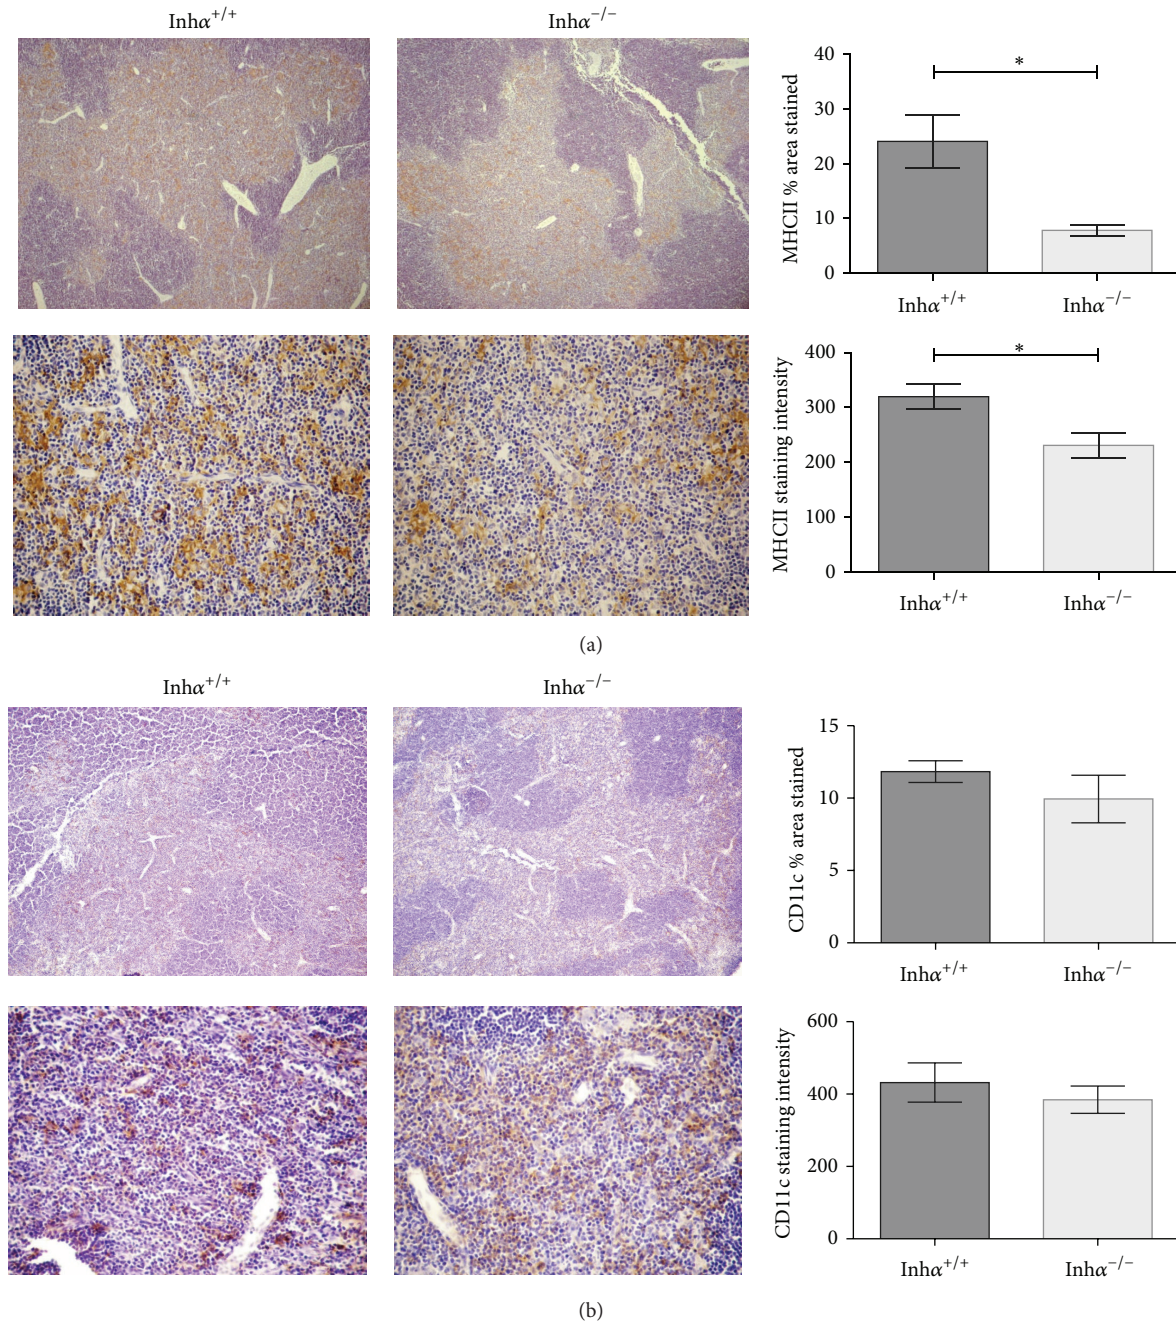 Inhα+/+
Inhα−/−
40
30
20
10
0
MHCII % area stained
*
Inhα+/+
Inhα−/−
400
300
200
100
0
MHCII staining intensity
*
Inhα+/+
Inhα−/−
(a)
Inhα+/+
Inhα−/−
15
10
5
0
CD11c % area stained
Inhα+/+
Inhα−/−
600
400
200
0
CD11c staining intensity
Inhα+/+
Inhα−/−
(b)